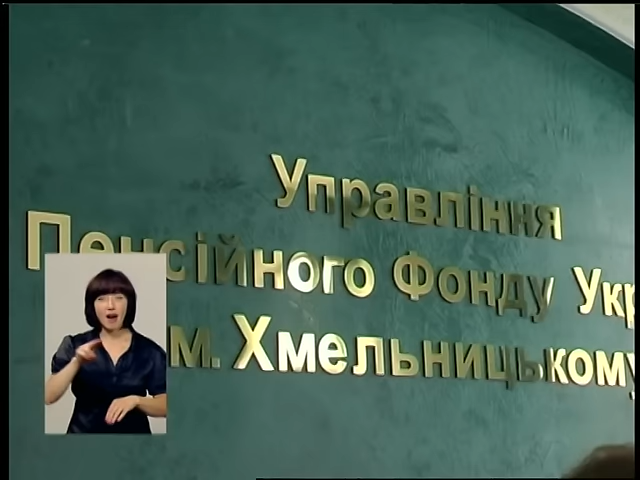 Управління
Пенсійного Фонду Укр
м. Хмельницькому